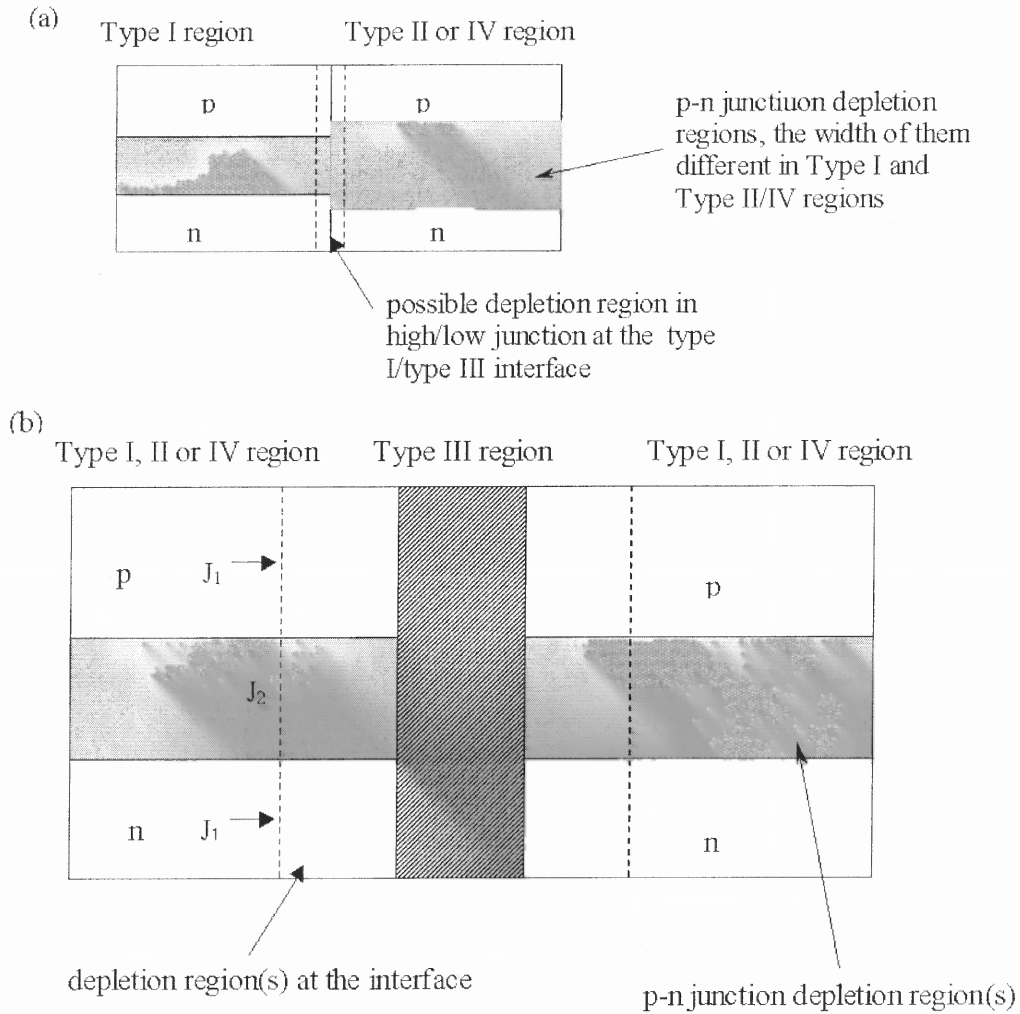 (a)
Type I region
Type II or IV region
p
p
n
n
p-n junctiuon depletion
regions, the width of them
different in Type I and
Type II/IV regions
possible depletion region in
high/low junction at the type
I/type III interface
(b)
Type I, II or IV region
Type III region
Type I, II or IV region
p
J₁
p
J₂
n
J₁
n
depletion region(s) at the interface
p-n junction depletion region(s)